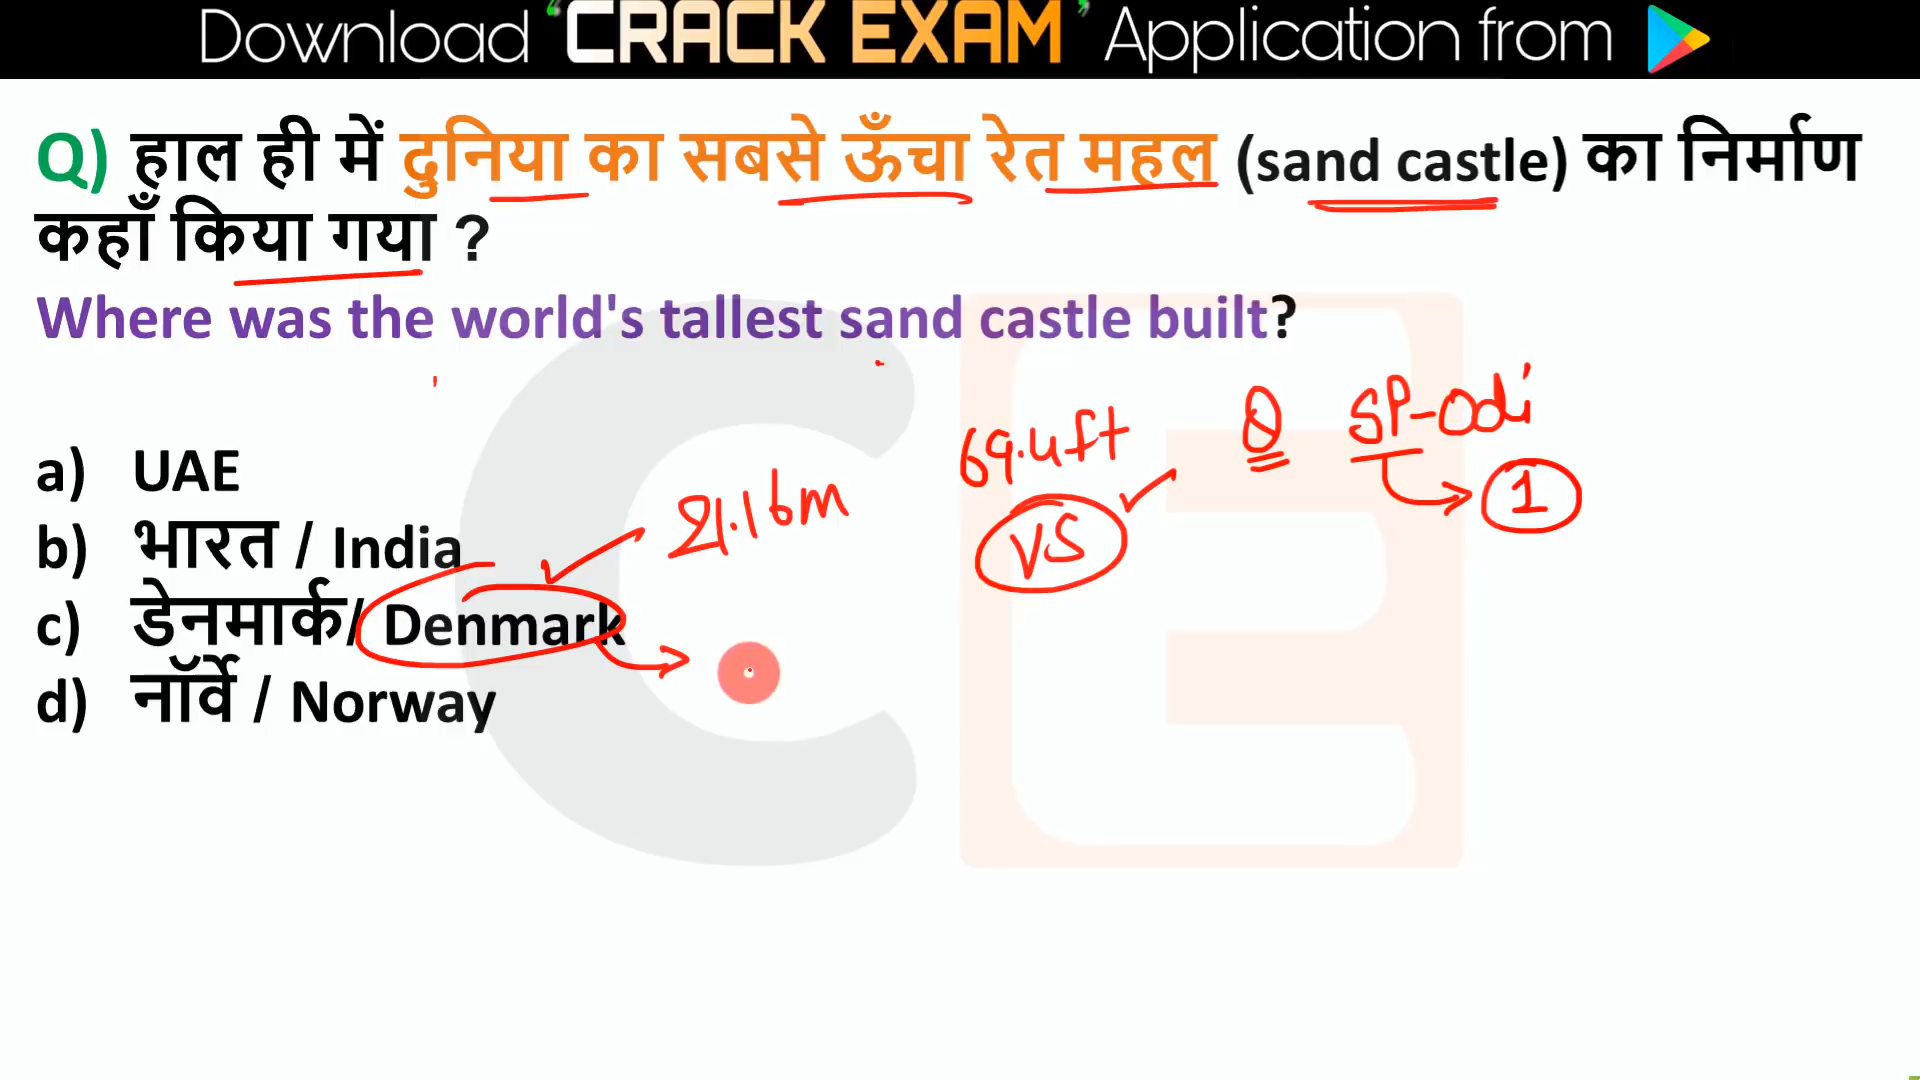 Download 'CRACK EXAM' Application from
Q) हाल ही में दुनिया का सबसे ऊँचा रेत महल (sand castle) का निर्माण
कहाँ किया गया ?
Where was the world's tallest sand castle built?
69.4ft
Q SP-Odi
a) UAE
21.16m
VS
1
b) भारत / India
c) डेनमार्क/ Denmark
d) नॉर्वे / Norway
CE